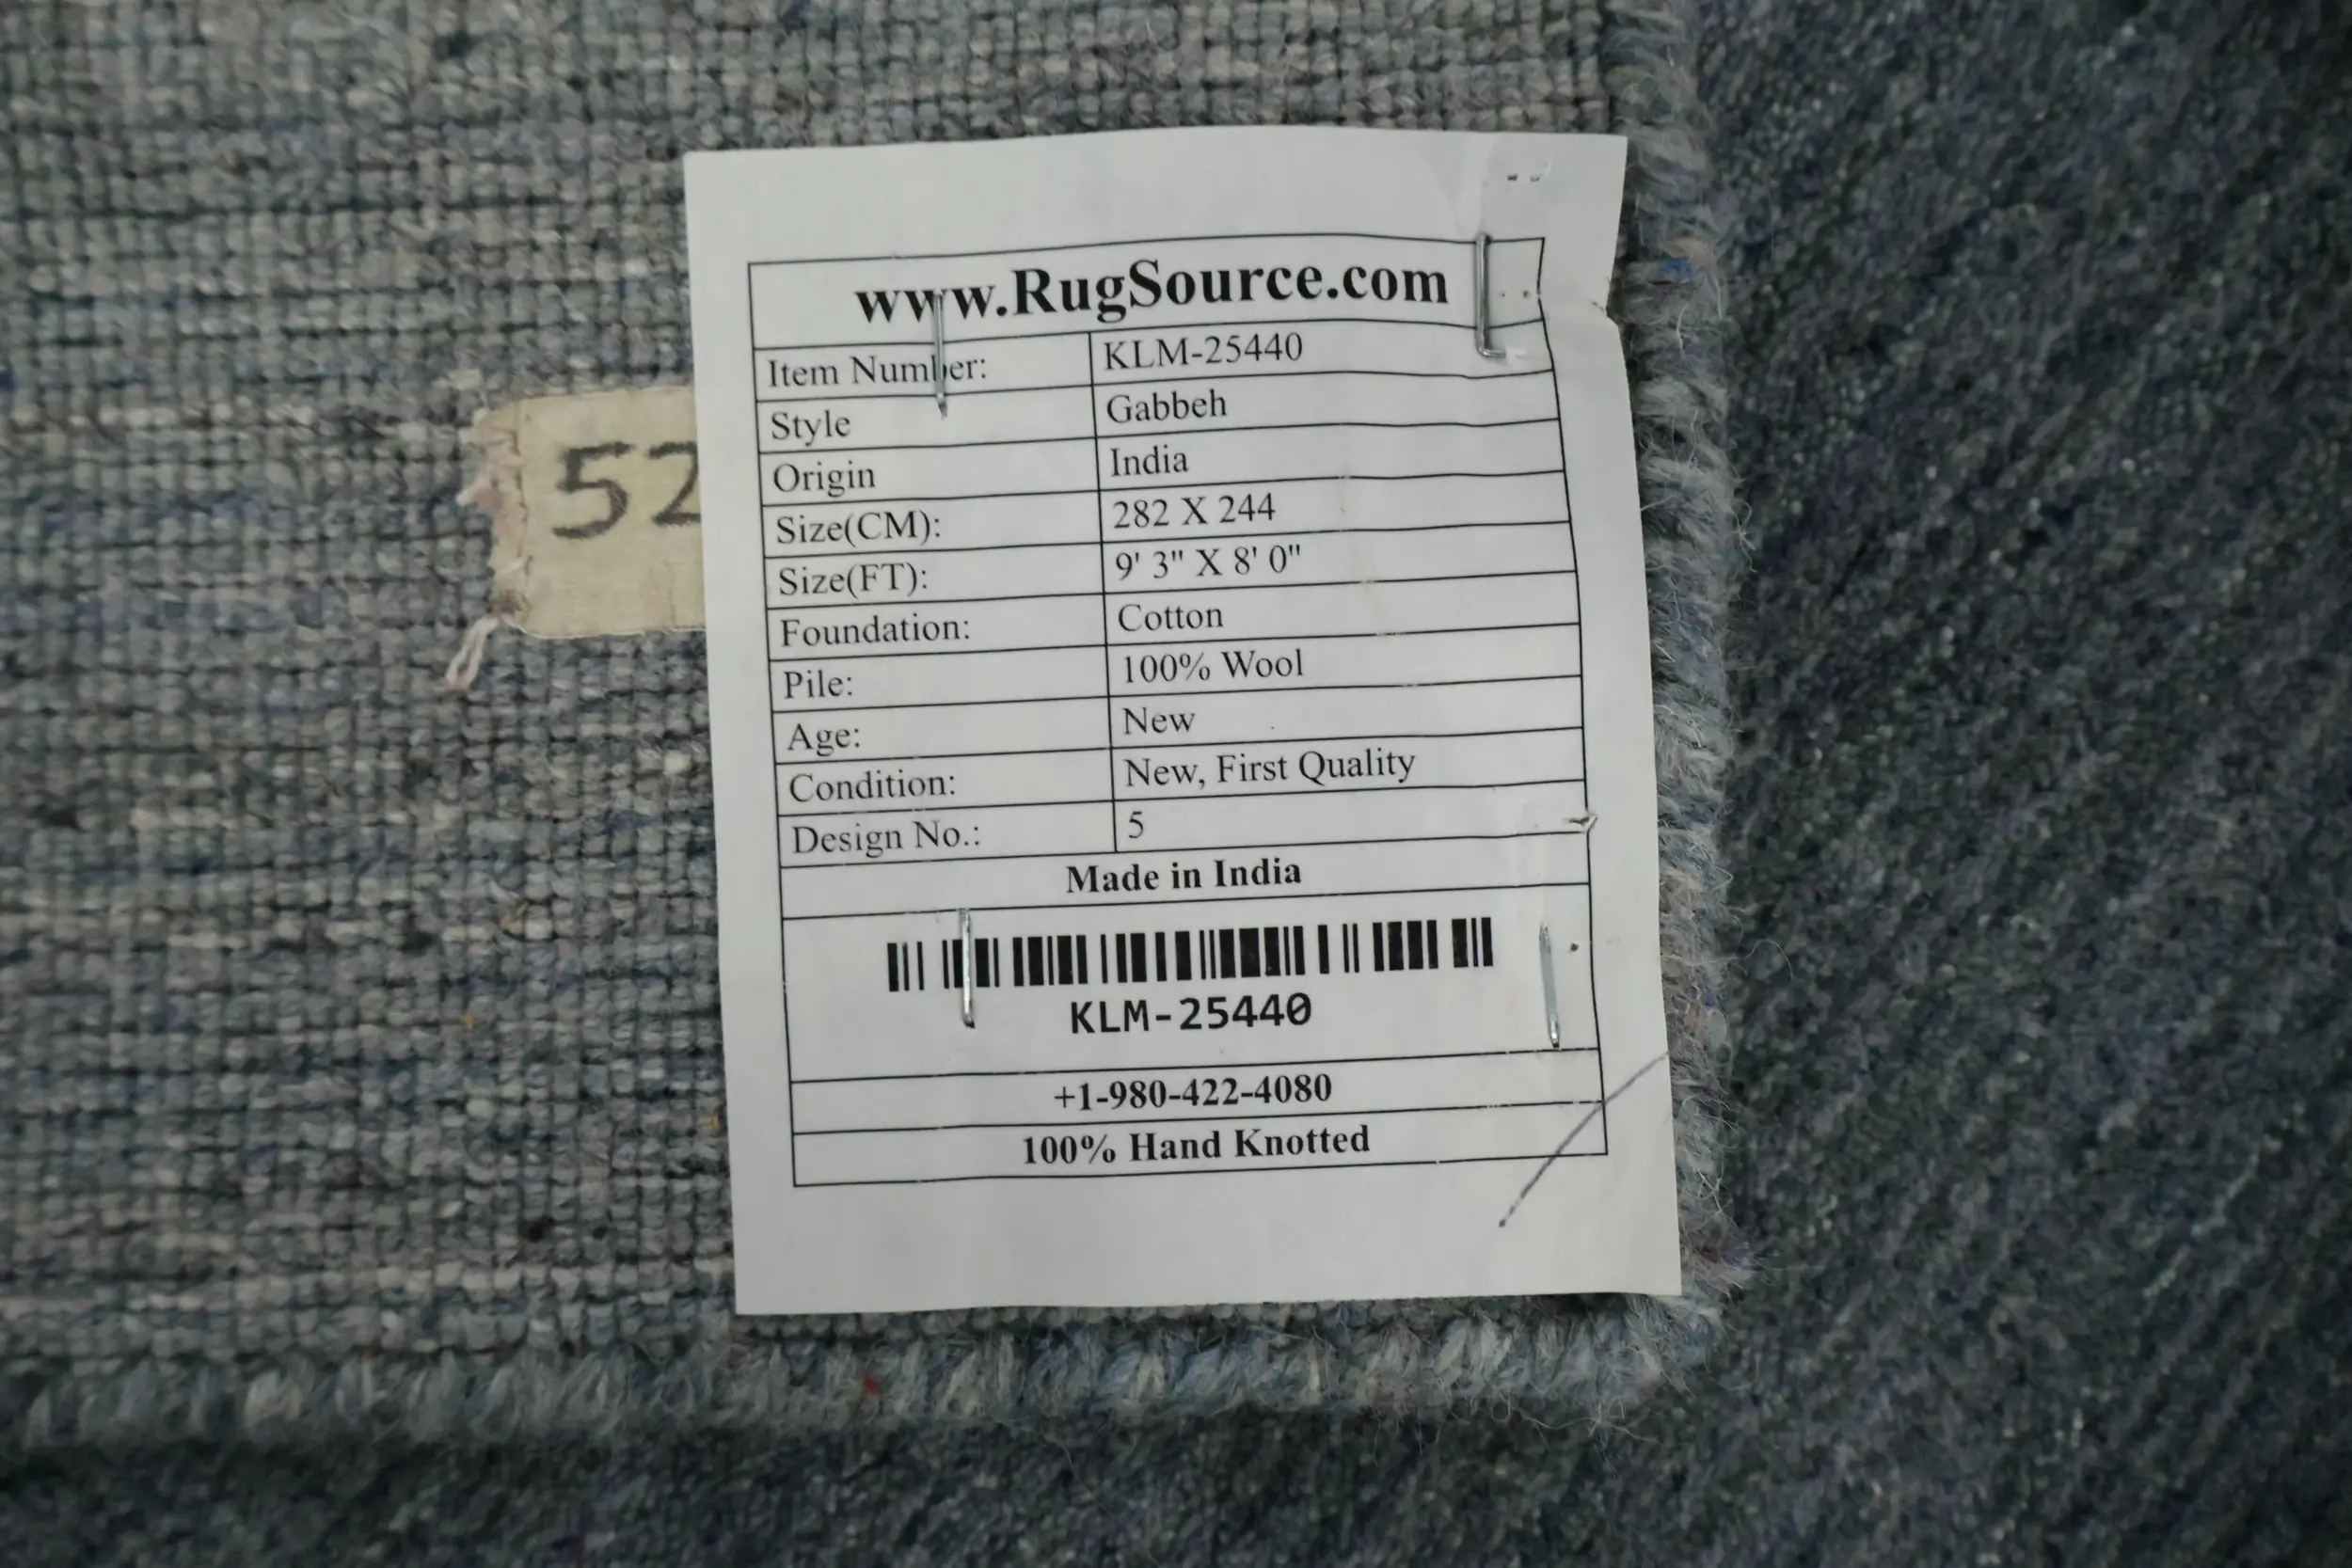 www.RugSource.com
Item Number: KLM-25440
Style Gabbeh
Origin India
Size(CM): 282 X 244
Size(FT): 9' 3" X 8' 0"
Foundation: Cotton
Pile: 100% Wool
Age: New
Condition: New, First Quality
Design No.: 5
Made in India
KLM-25440
+1-980-422-4080
100% Hand Knotted
52